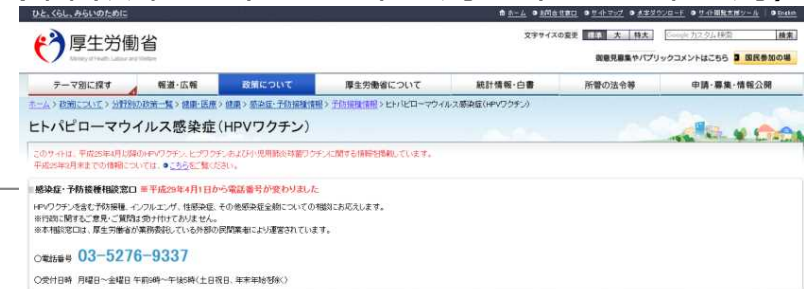 ひと、くらし、みらいのために
ホーム お問合せ窓口 サイトマップ サイト閲覧支援ツール English
厚生労働省
Ministry of Health, Labour and Welfare
文字サイズの変更 標準 大 特大 検索
御意見募集やパブリックコメントはこちら 国民参加の場
テーマ別に探す 報道・広報 政策について 厚生労働省について 統計情報・白書 所管の法令等 申請・募集・情報公開
ホーム > 政策について > 分野別の政策一覧 > 健康・医療 > 健康 > 感染症・予防接種情報 > 予防接種情報 > ヒトパピローマウイルス感染症(HPVワクチン)
ヒトパピローマウイルス感染症(HPVワクチン)
このサイトは、平成25年4月以降のHPVワクチン、ヒブワクチンおよび小児用肺炎球菌ワクチンに関する情報を掲載しています。
平成25年3月末までの情報については、こちらをご覧ください。
感染症・予防接種相談窓口 ※平成29年4月1日から電話番号が変わりました
HPVワクチンを含む予防接種、インフルエンザ、性感染症、その他感染症全般についての相談にお応えします。
※行政に関するご意見・ご質問は受け付けておりません。
※本相談窓口は、厚生労働省が業務委託している外部の民間業者により運営されています。
○電話番号 03-5276-9337
○受付日時 月曜日～金曜日 午前9時～午後5時(土日祝日、年末年始を除く)